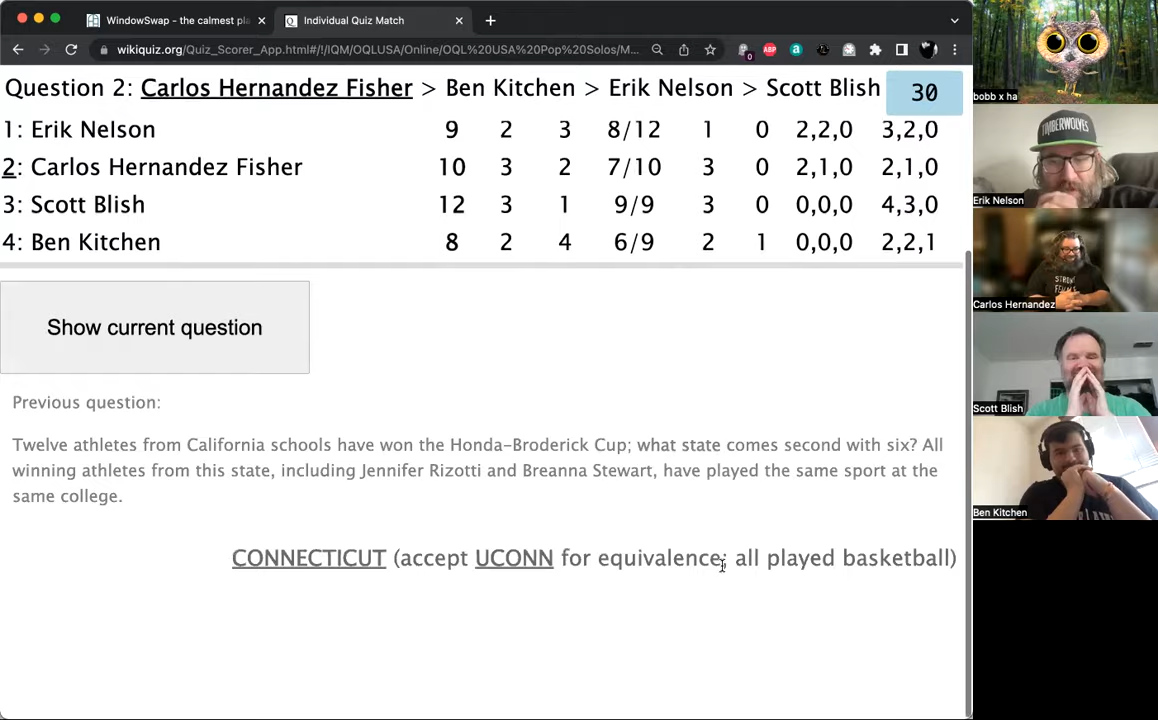 WindowSwap - the calmest pl
Individual Quiz Match
wikiquiz.org/Quiz_Scorer_App.html#/!/IQM/OQLUSA/Online/OQL%20USA%20Pop%20Solos/M...
0
ABP
a
Question 2: Carlos Hernandez Fisher > Ben Kitchen > Erik Nelson > Scott Blish
30
1: Erik Nelson 9 2 3 8/12 1 0 2,2,0 3,2,0
2: Carlos Hernandez Fisher 10 3 2 7/10 3 0 2,1,0 2,1,0
3: Scott Blish 12 3 1 9/9 3 0 0,0,0 4,3,0
4: Ben Kitchen 8 2 4 6/9 2 1 0,0,0 2,2,1
Show current question
Previous question:
Twelve athletes from California schools have won the Honda-Broderick Cup; what state comes second with six? All
winning athletes from this state, including Jennifer Rizotti and Breanna Stewart, have played the same sport at the
same college.
CONNECTICUT (accept UCONN for equivalence; all played basketball)
bobb x ha
TIMBERWOLVES
Erik Nelson
STRONG
Carlos Hernandez
Scott Blish
Ben Kitchen